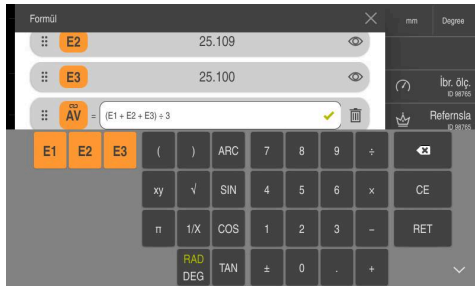 Formül
mm
Degree
E2
25.109
E3
25.100
İbr. ölç.
ID 98765
AV = (E1 + E2 + E3) ÷ 3
Refernsla
ID 98765
E1 E2 E3 ( ) ARC 7 8 9 ÷
xy √ SIN 4 5 6 × CE
π 1/X COS 1 2 3 − RET
RAD
DEG TAN ± 0 . +